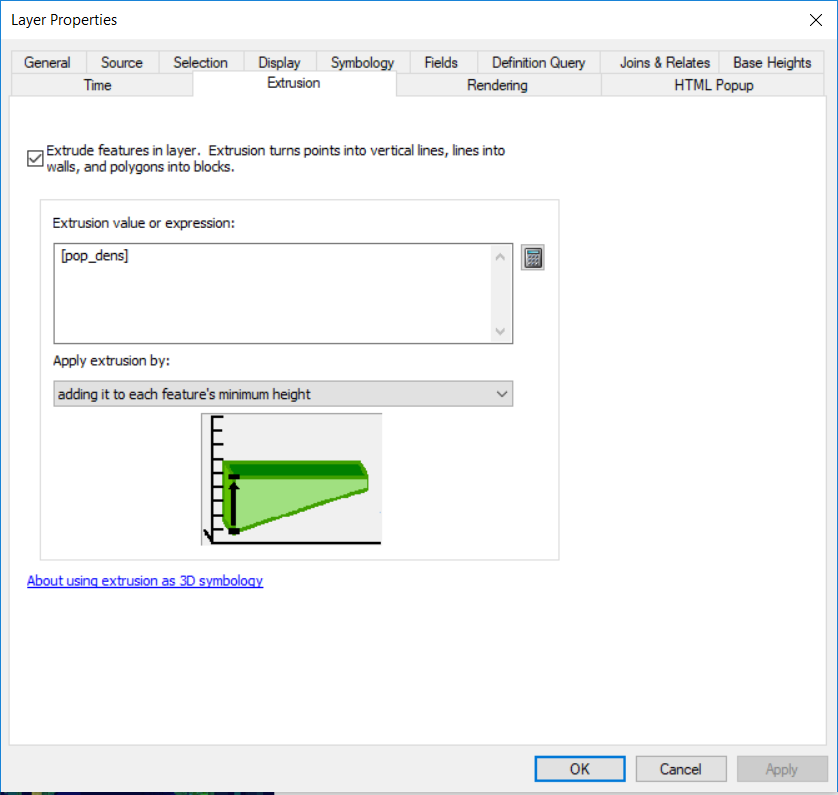 Layer Properties
General Source Selection Display Symbology Fields Definition Query Joins & Relates Base Heights
Time Extrusion Rendering HTML Popup
Extrude features in layer.  Extrusion turns points into vertical lines, lines into
walls, and polygons into blocks.
Extrusion value or expression:
[pop_dens]
Apply extrusion by:
adding it to each feature's minimum height
About using extrusion as 3D symbology
OK Cancel Apply